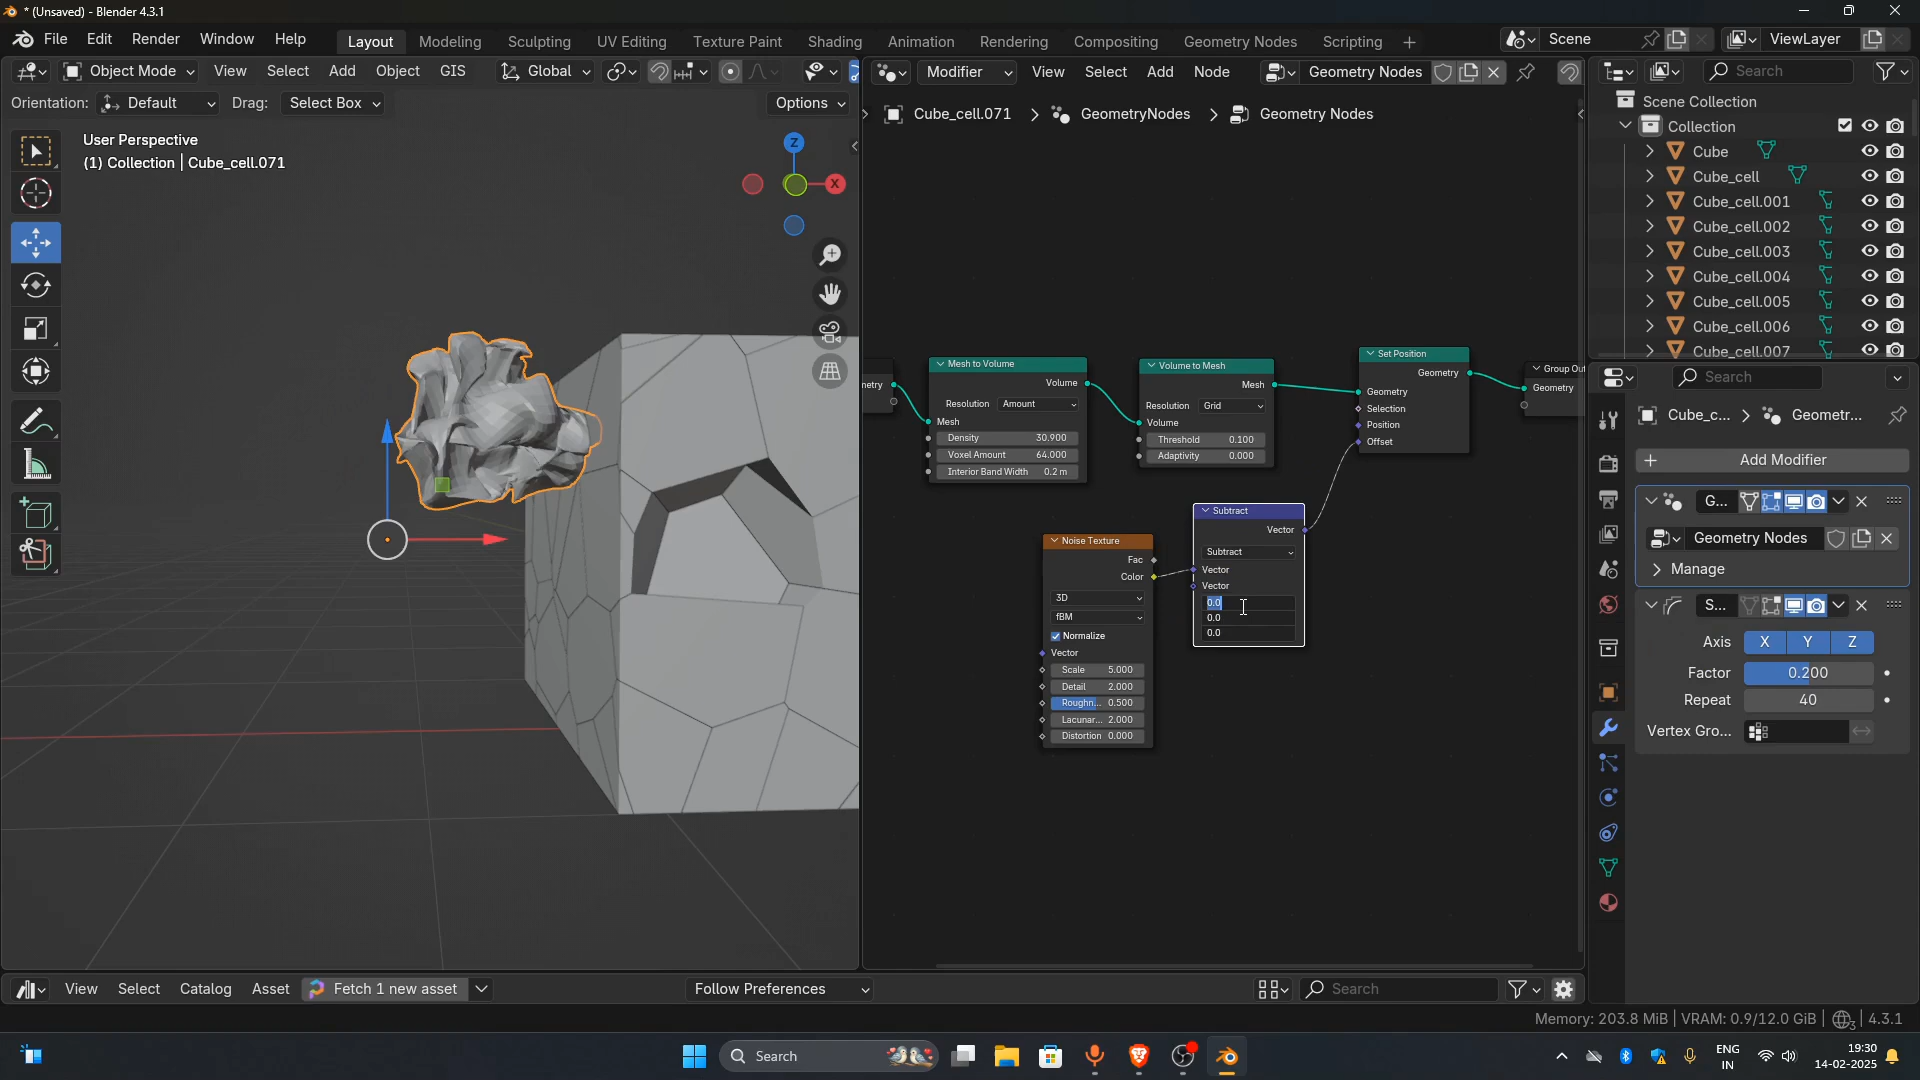 * (Unsaved) - Blender 4.3.1
File Edit Render Window Help
Layout Modeling Sculpting UV Editing Texture Paint Shading Animation Rendering Compositing Geometry Nodes Scripting +
Scene
ViewLayer
Object Mode View Select Add Object GIS Global
Modifier View Select Add Node Geometry Nodes
Search
Orientation: Default Drag: Select Box Options
User Perspective
(1) Collection | Cube_cell.071
Z
X
Cube_cell.071 > GeometryNodes > Geometry Nodes
Scene Collection
Collection
Cube
Cube_cell
Cube_cell.001
Cube_cell.002
Cube_cell.003
Cube_cell.004
Cube_cell.005
Cube_cell.006
Cube_cell.007
metry
Mesh to Volume
Volume
Resolution Amount
Mesh
Density 30.900
Voxel Amount 64.000
Interior Band Width 0.2 m
Volume to Mesh
Mesh
Resolution Grid
Volume
Threshold 0.100
Adaptivity 0.000
Set Position
Geometry
Geometry
Selection
Position
Offset
Group Out
Geometry
Subtract
Vector
Subtract
Vector
Vector
0.0
0.0
0.0
Noise Texture
Fac
Color
3D
fBM
Normalize
Vector
Scale 5.000
Detail 2.000
Roughn... 0.500
Lacunar... 2.000
Distortion 0.000
Search
Cube_c... > Geometr...
+ Add Modifier
G...
Geometry Nodes
Manage
S...
Axis X Y Z
Factor 0.200
Repeat 40
Vertex Gro...
View Select Catalog Asset Fetch 1 new asset Follow Preferences Search
Memory: 203.8 MiB | VRAM: 0.9/12.0 GiB | 3 | 4.3.1
Search
ENG
IN
19:30
14-02-2025